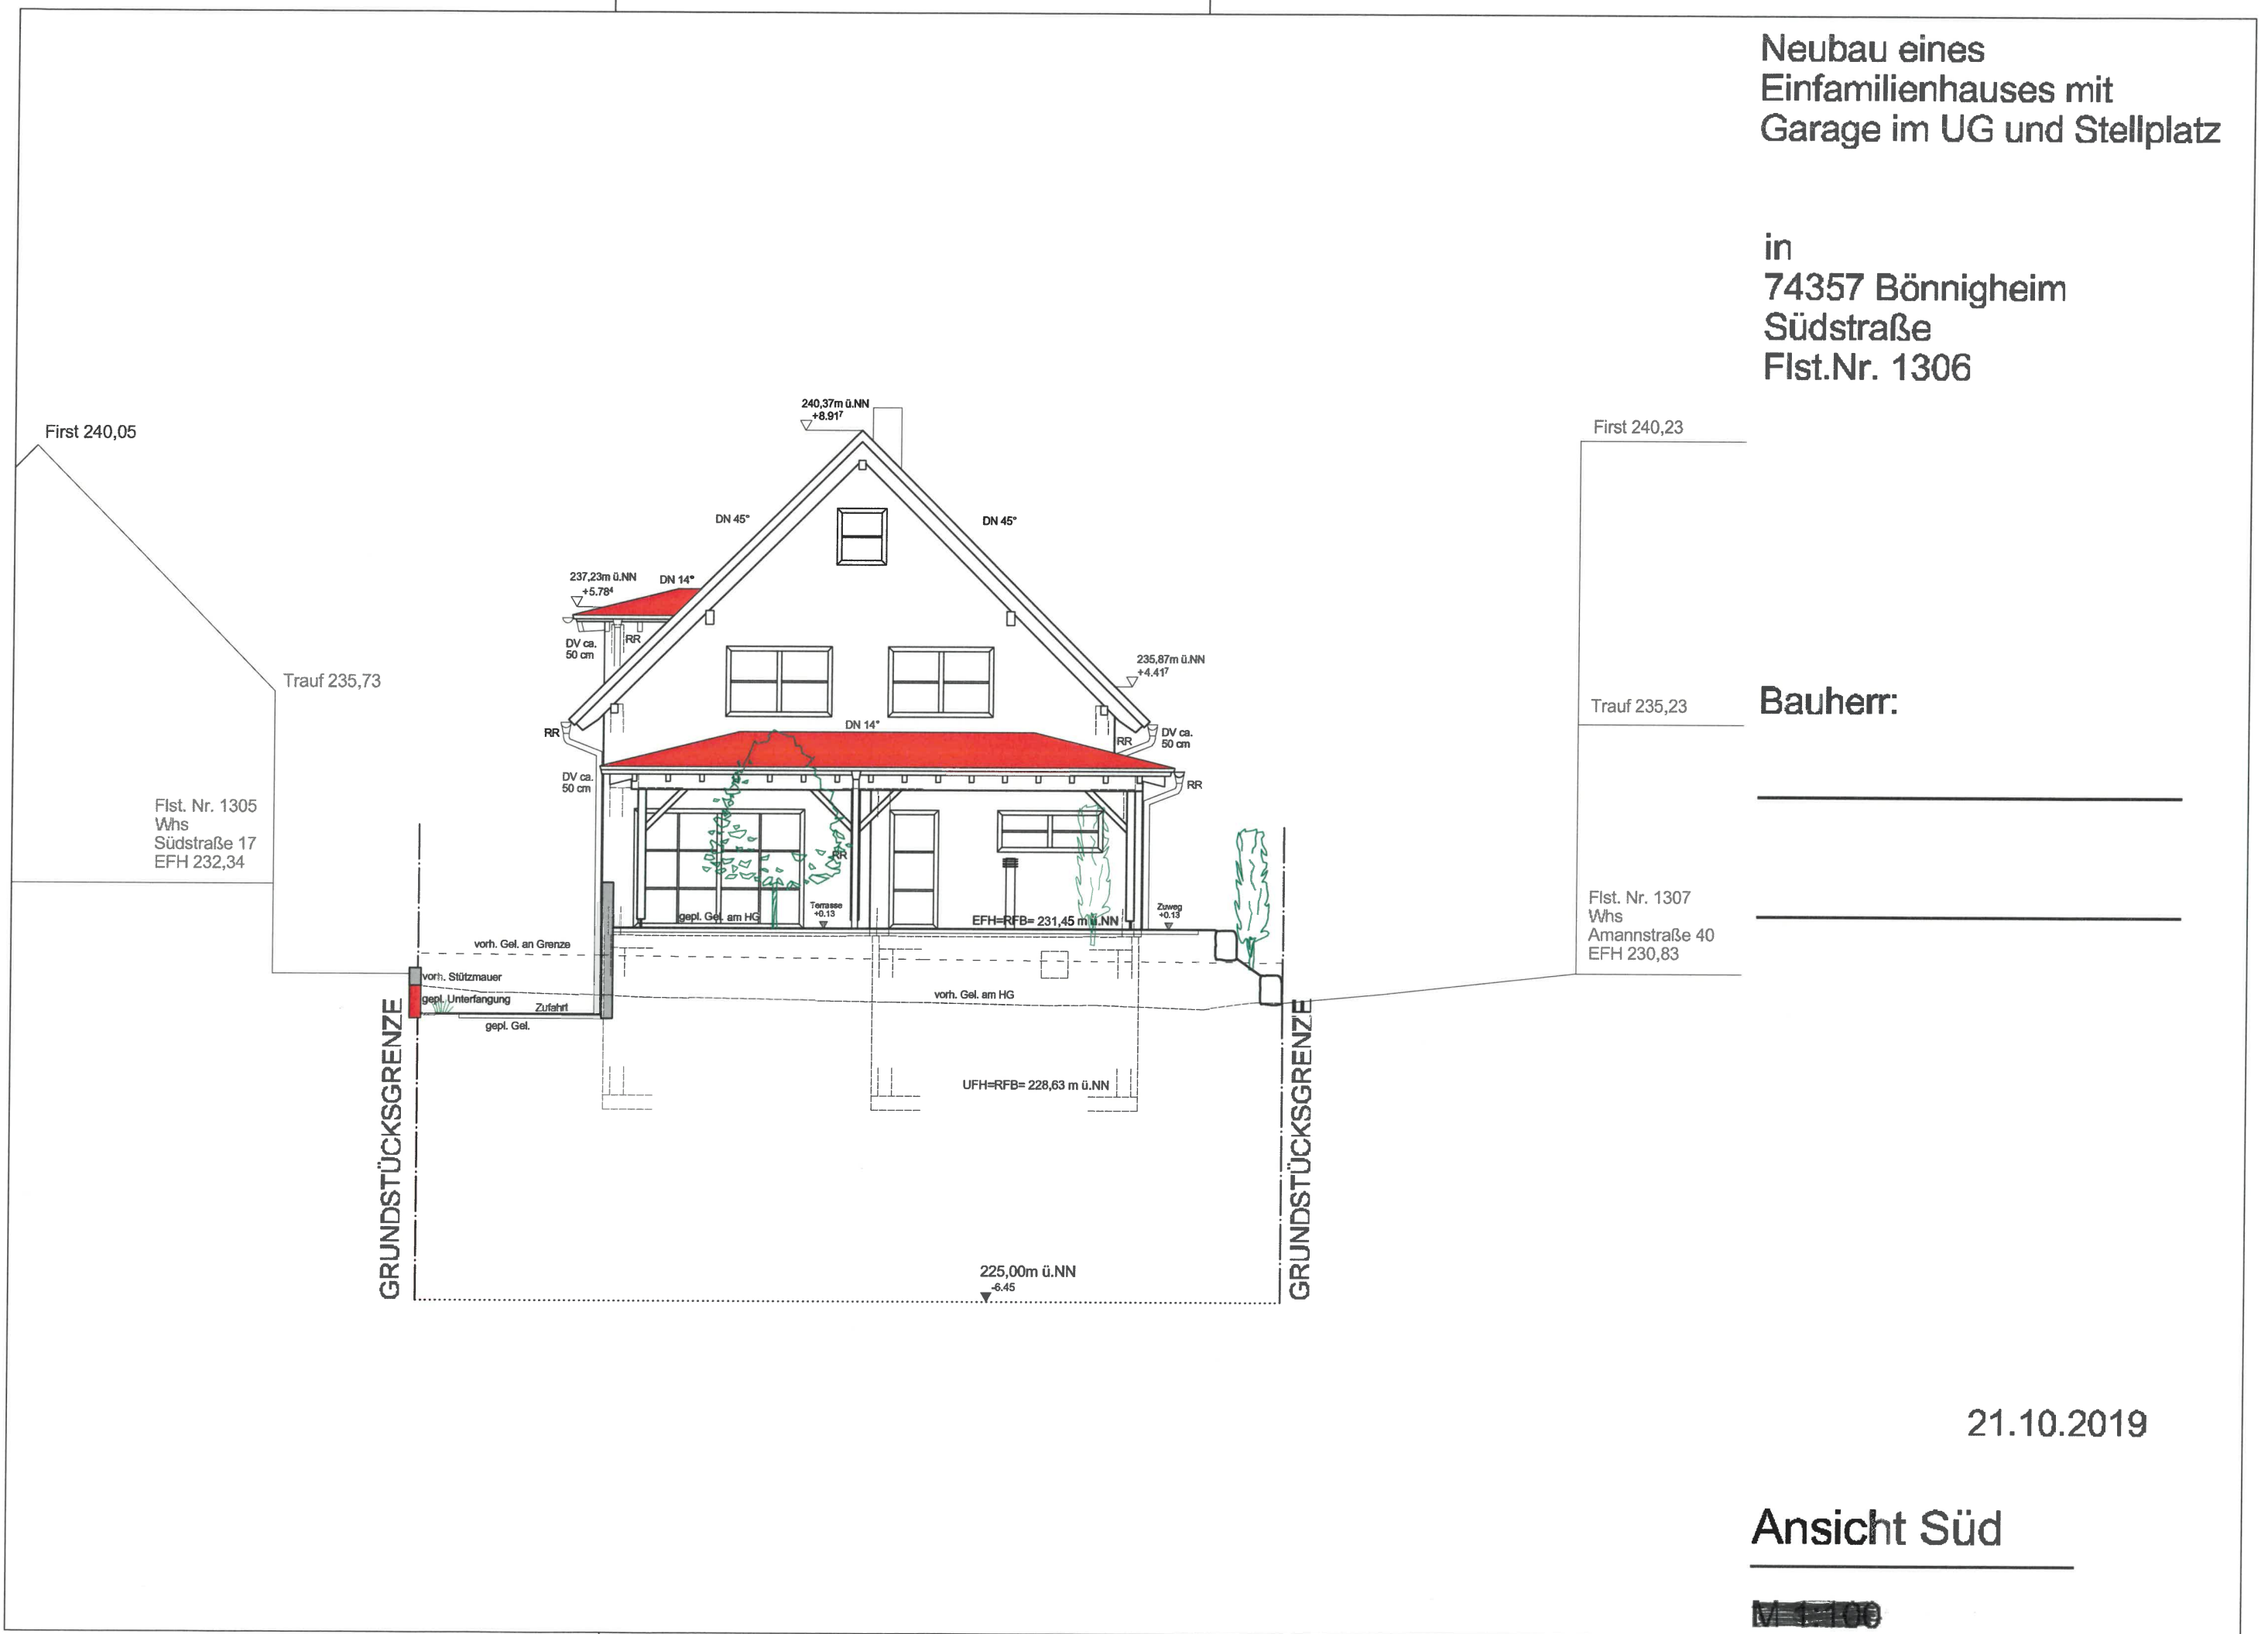 Neubau eines
Einfamilienhauses mit
Garage im UG und Stellplatz
in
74357 Bönnigheim
Südstraße
Flst.Nr. 1306
240,37m ü.NN
+8.91⁷
First 240,05
First 240,23
DN 45°
DN 45°
237,23m ü.NN
+5.78⁴
DN 14°
DV ca.
50 cm
RR
235,87m ü.NN
+4.41⁷
Trauf 235,73
Trauf 235,23
Bauherr:
DN 14°
RR
RR
DV ca.
50 cm
DV ca.
50 cm
RR
Flst. Nr. 1305
Whs
Südstraße 17
EFH 232,34
RR
gepl. Gel. am HG
Terrasse
+0.13
EFH=RFB= 231,45 m ü.NN
Zuweg
+0.13
Flst. Nr. 1307
Whs
Amannstraße 40
EFH 230,83
vorh. Gel. an Grenze
vorh. Stützmauer
gepl. Unterfangung
Zufahrt
gepl. Gel.
vorh. Gel. am HG
GRUNDSTÜCKSGRENZE
GRUNDSTÜCKSGRENZE
UFH=RFB= 228,63 m ü.NN
225,00m ü.NN
-6.45
21.10.2019
Ansicht Süd
M 1:100